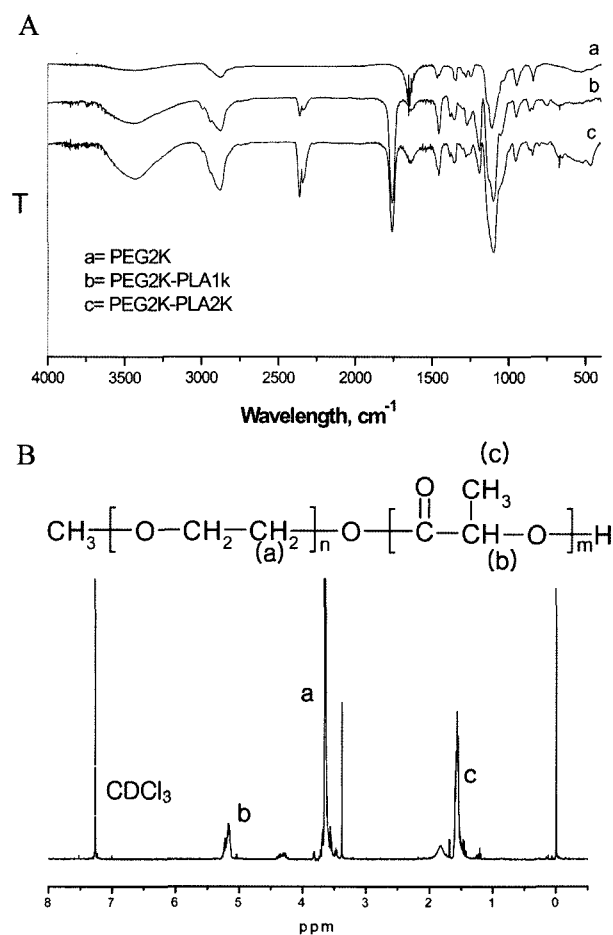 A
a
b
c
T
a= PEG2K
b= PEG2K-PLA1k
c= PEG2K-PLA2K
4000 3500 3000 2500 2000 1500 1000 500
Wavelength, cm-1
B
(c)
O CH3
CH3 [ O—CH2—CH2 ]n O [ C—CH—O ]m H
(a) (b)
a
CDCl3
b
c
8 7 6 5 4 3 2 1 0
ppm